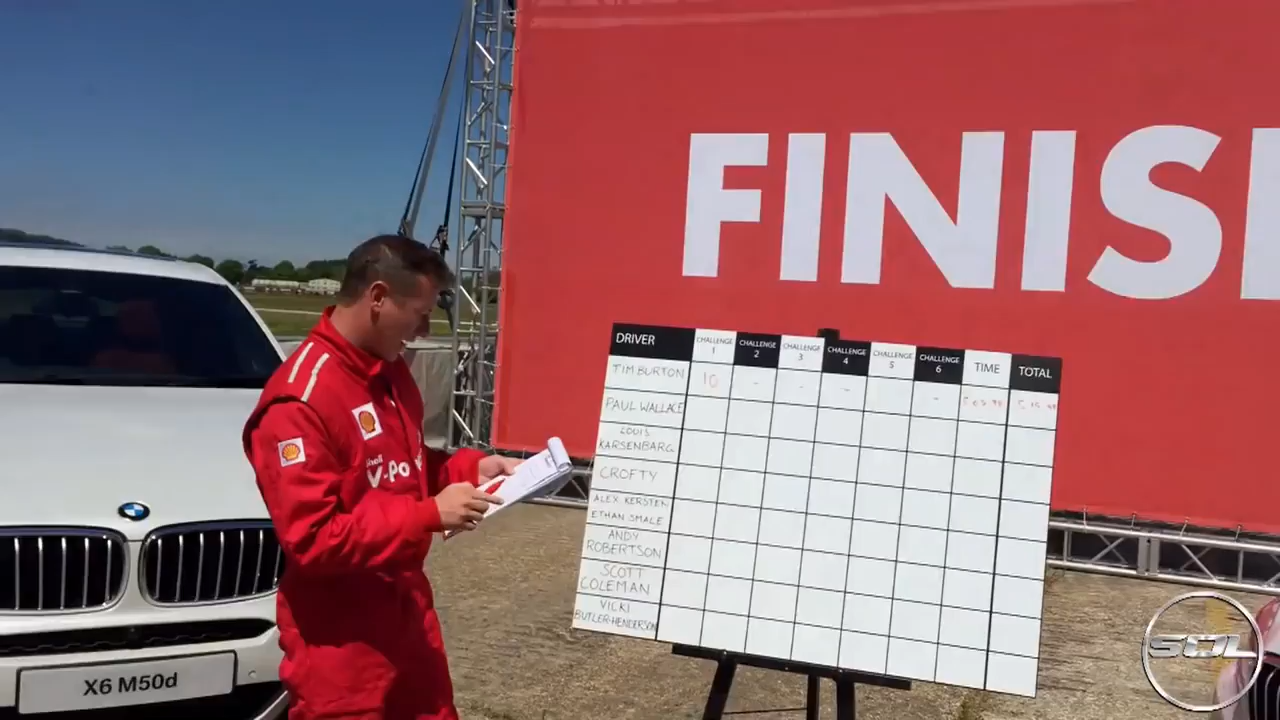 FINIS
DRIVER CHALLENGE 1 CHALLENGE 2 CHALLENGE 3 CHALLENGE 4 CHALLENGE 5 CHALLENGE 6 TIME TOTAL
TIM BURTON 10 - - - -
PAUL WALLACE
LOUIS
KARSENBARG
CROFTY
ALEX KERSTEN
ETHAN SMALE
ANDY
ROBERTSON
SCOTT
COLEMAN
VICKI
BUTLER-HENDERSON
Shell
V-Po
X6 M50d
SOL